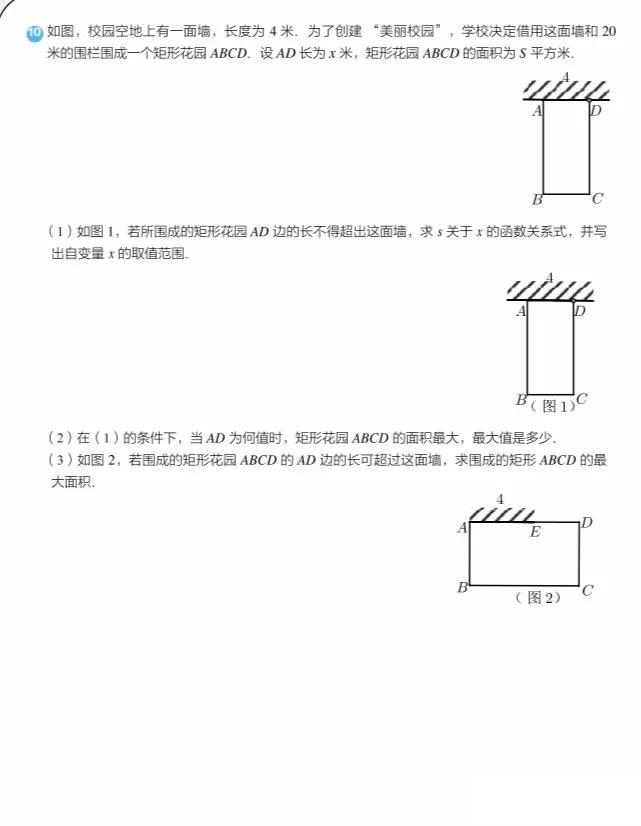 10 如图，校园空地上有一面墙，长度为 4 米．为了创建 “美丽校园”，学校决定借用这面墙和 20
米的围栏围成一个矩形花园 ABCD．设 AD 长为 x 米，矩形花园 ABCD 的面积为 S 平方米．
4
A D
B C
（1）如图 1，若所围成的矩形花园 AD 边的长不得超出这面墙，求 s 关于 x 的函数关系式，并写
出自变量 x 的取值范围．
4
A D
B （图 1） C
（2）在（1）的条件下，当 AD 为何值时，矩形花园 ABCD 的面积最大，最大值是多少．
（3）如图 2，若围成的矩形花园 ABCD 的 AD 边的长可超过这面墙，求围成的矩形 ABCD 的最
大面积．
4
A E D
B （图 2） C